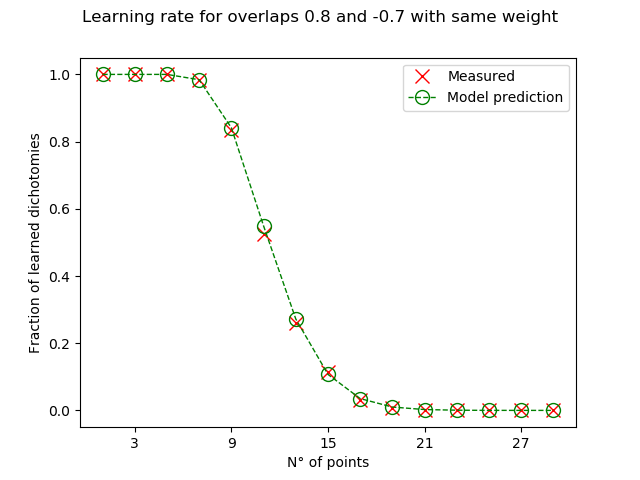 Learning rate for overlaps 0.8 and -0.7 with same weight
Measured
Model prediction
1.0
0.8
0.6
0.4
0.2
0.0
Fraction of learned dichotomies
3 9 15 21 27
N° of points